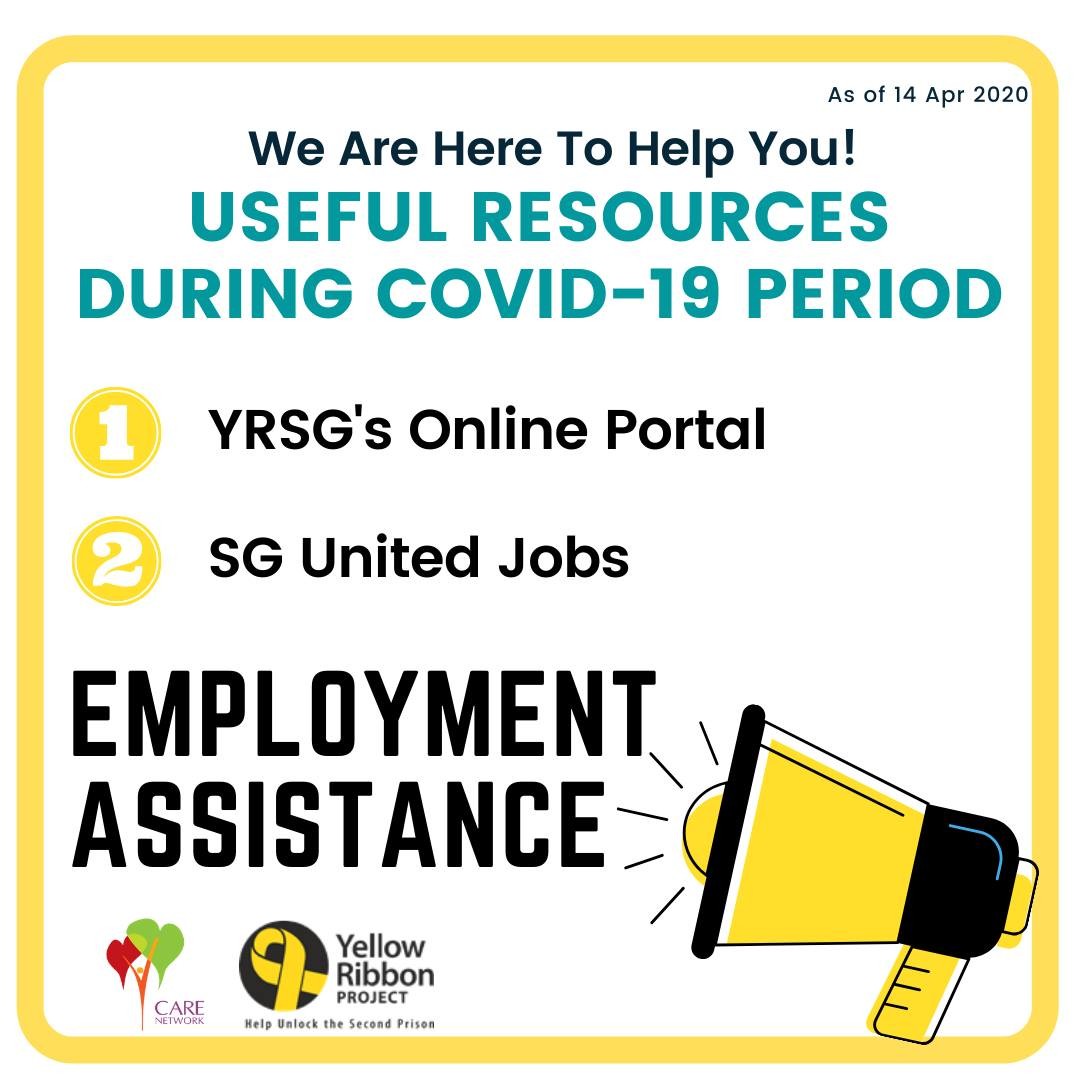 As of 14 Apr 2020
We Are Here To Help You!
USEFUL RESOURCES
DURING COVID-19 PERIOD
1 YRSG's Online Portal
2 SG United Jobs
EMPLOYMENT
ASSISTANCE
CARE
NETWORK
Yellow
Ribbon
PROJECT
Help Unlock the Second Prison